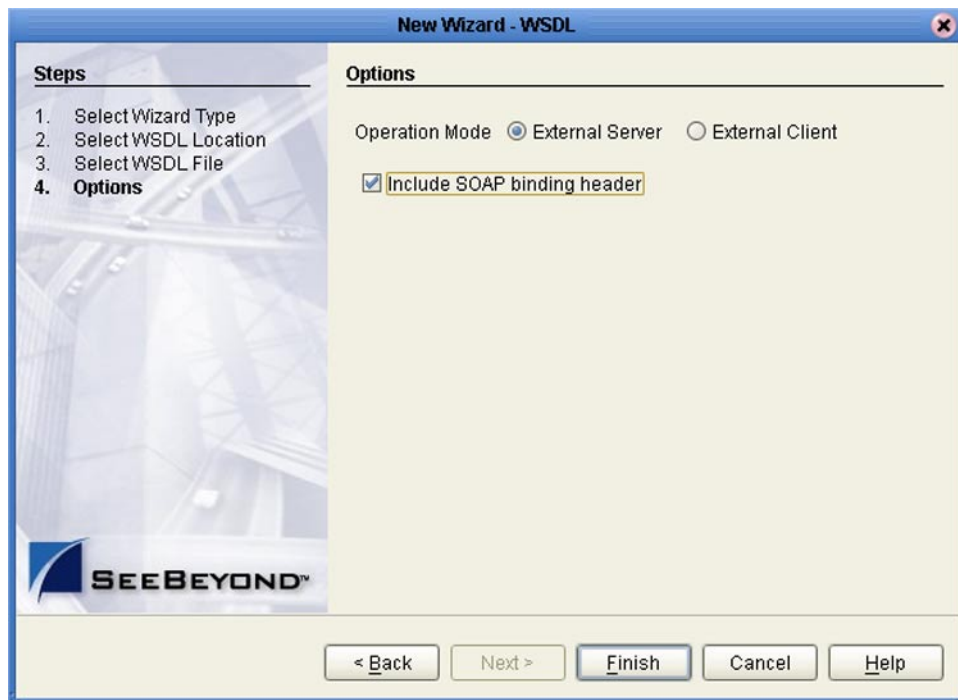 New Wizard - WSDL
Steps
1. Select Wizard Type
2. Select WSDL Location
3. Select WSDL File
4. Options
Options
Operation Mode External Server External Client
Include SOAP binding header
SEEBEYOND™
< Back Next > Finish Cancel Help